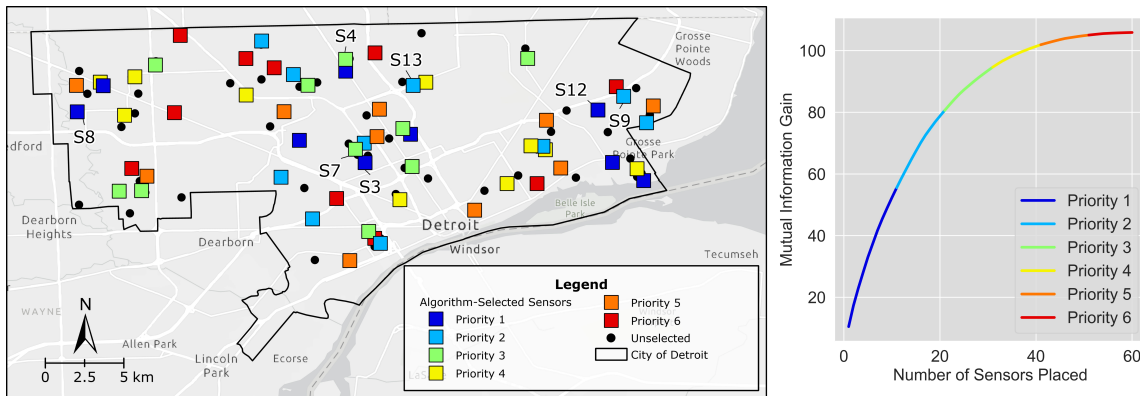 S4
Grosse
Pointe
Woods
S13
S12
S8
S9
edford
Grosse
Pointe Park
S7
S3
Dearborn
Heights
Belle Isle
Park
Detroit
Dearborn
Windsor
Tecumseh
WAYNE
N
Allen Park
Lincoln
Park
Ecorse
0 2.5 5 km
Legend
Algorithm-Selected Sensors
Priority 1
Priority 2
Priority 3
Priority 4
Priority 5
Priority 6
Unselected
City of Detroit
Mutual Information Gain
100
80
60
40
20
0 20 40 60
Number of Sensors Placed
Priority 1
Priority 2
Priority 3
Priority 4
Priority 5
Priority 6